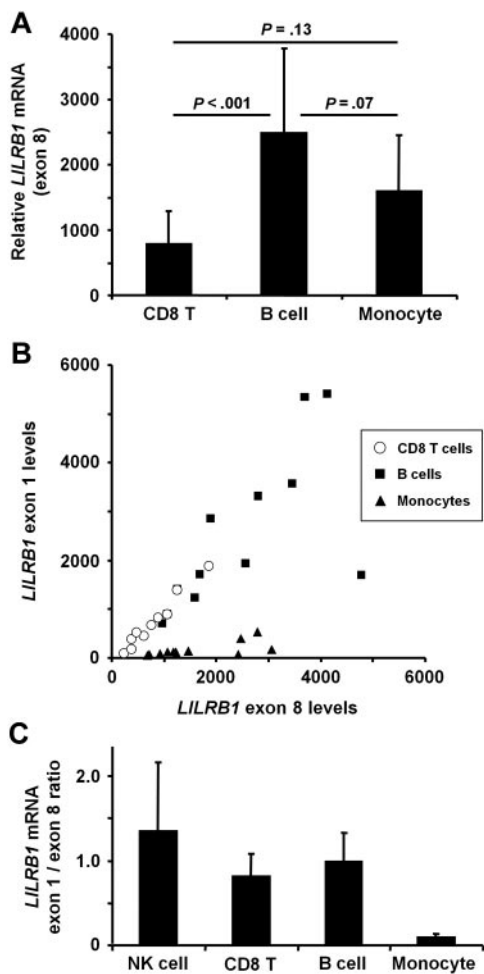 A
Relative LILRB1 mRNA
(exon 8)
4000
3000
2000
1000
0
P = .13
P < .001
P = .07
CD8 T
B cell
Monocyte
B
LILRB1 exon 1 levels
6000
4000
2000
0
0
2000
4000
6000
LILRB1 exon 8 levels
CD8 T cells
B cells
Monocytes
C
LILRB1 mRNA
exon 1 / exon 8 ratio
2.0
1.0
0
NK cell
CD8 T
B cell
Monocyte